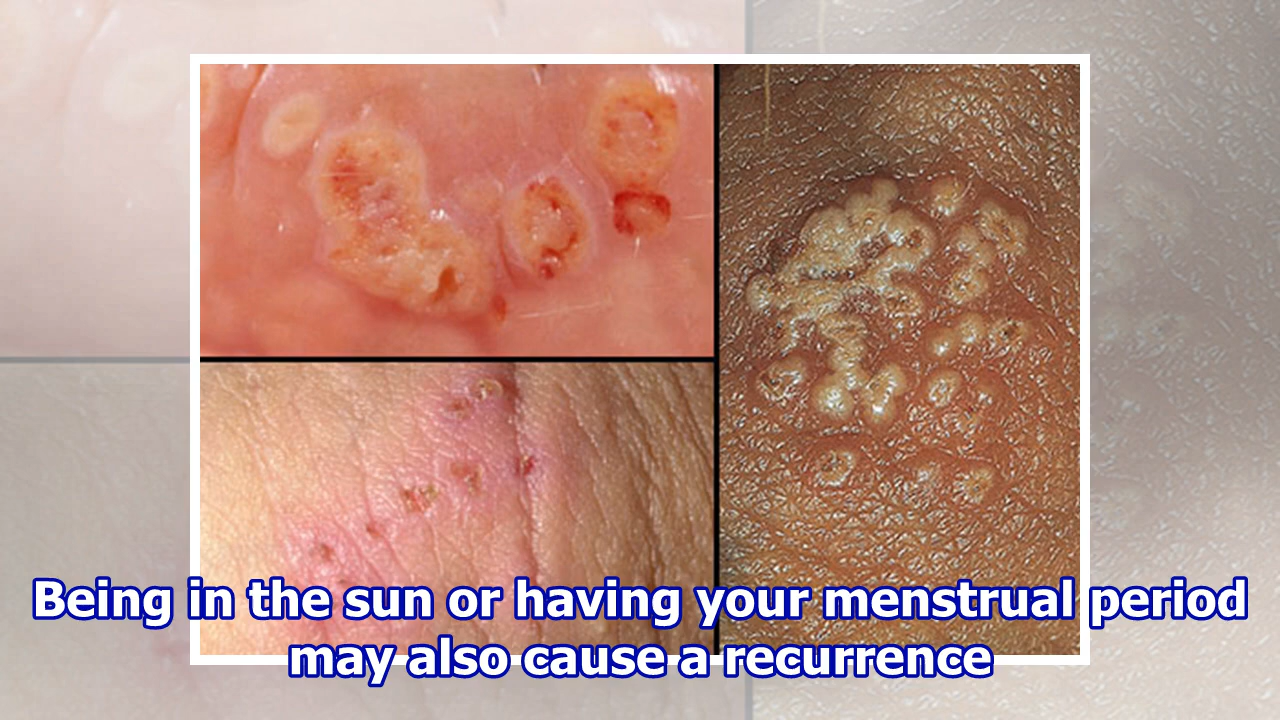 Being in the sun or having your menstrual period
may also cause a recurrence